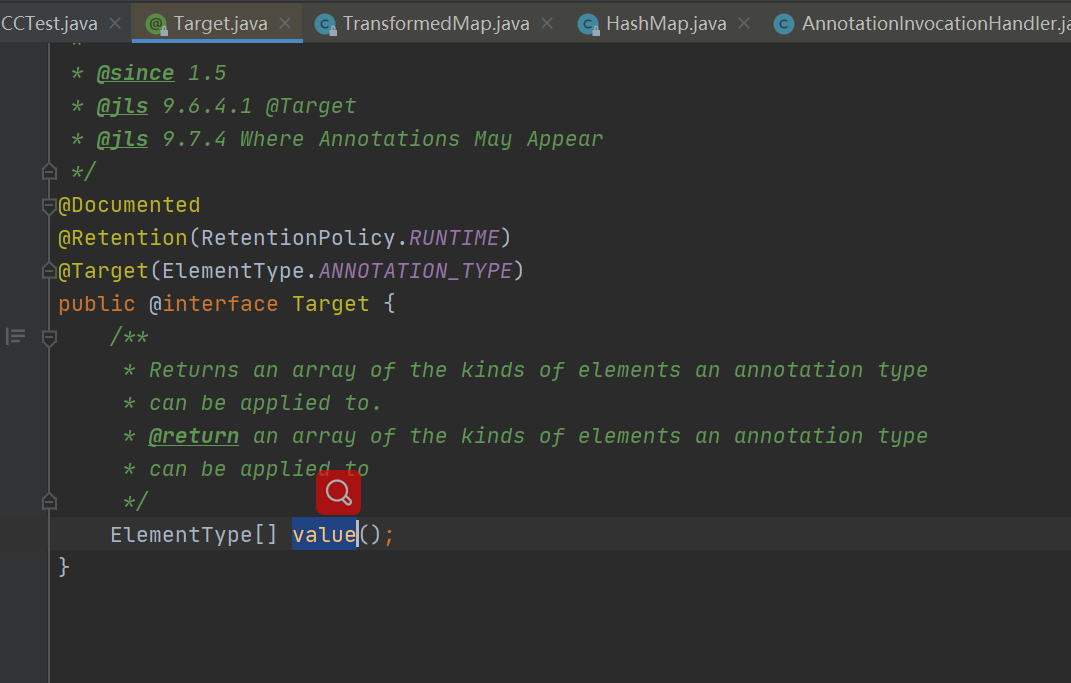 CCTest.java Target.java TransformedMap.java HashMap.java AnnotationInvocationHandler.ja
*
* @since 1.5
* @jls 9.6.4.1 @Target
* @jls 9.7.4 Where Annotations May Appear
*/
@Documented
@Retention(RetentionPolicy.RUNTIME)
@Target(ElementType.ANNOTATION_TYPE)
public @interface Target {
/**
* Returns an array of the kinds of elements an annotation type
* can be applied to.
* @return an array of the kinds of elements an annotation type
* can be applied to
*/
ElementType[] value();
}